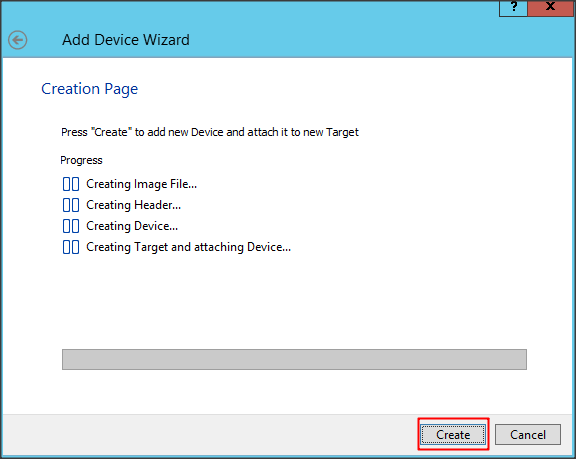 ? X
Add Device Wizard
Creation Page
Press "Create" to add new Device and attach it to new Target
Progress
Creating Image File...
Creating Header...
Creating Device...
Creating Target and attaching Device...
Create Cancel